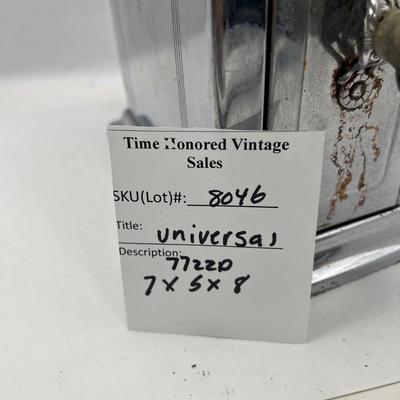 Time Honored Vintage
Sales
SKU(Lot)#: 8046
Title: universal
Description:
7722D
7 x 5 x 8